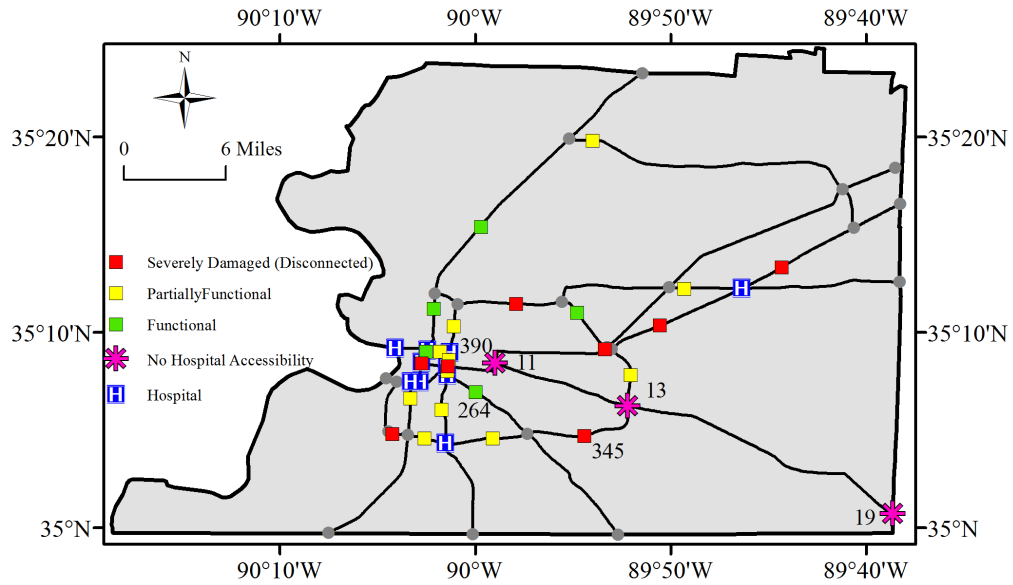 90°10'W 90°0'W 89°50'W 89°40'W
N
35°20'N 35°20'N
0 6 Miles
Severely Damaged (Disconnected)
PartiallyFunctional
Functional
35°10'N 35°10'N
H
H H H
390
No Hospital Accessibility
11
H
H H H
13
H Hospital
264
H
345
19
35°N 35°N
90°10'W 90°0'W 89°50'W 89°40'W